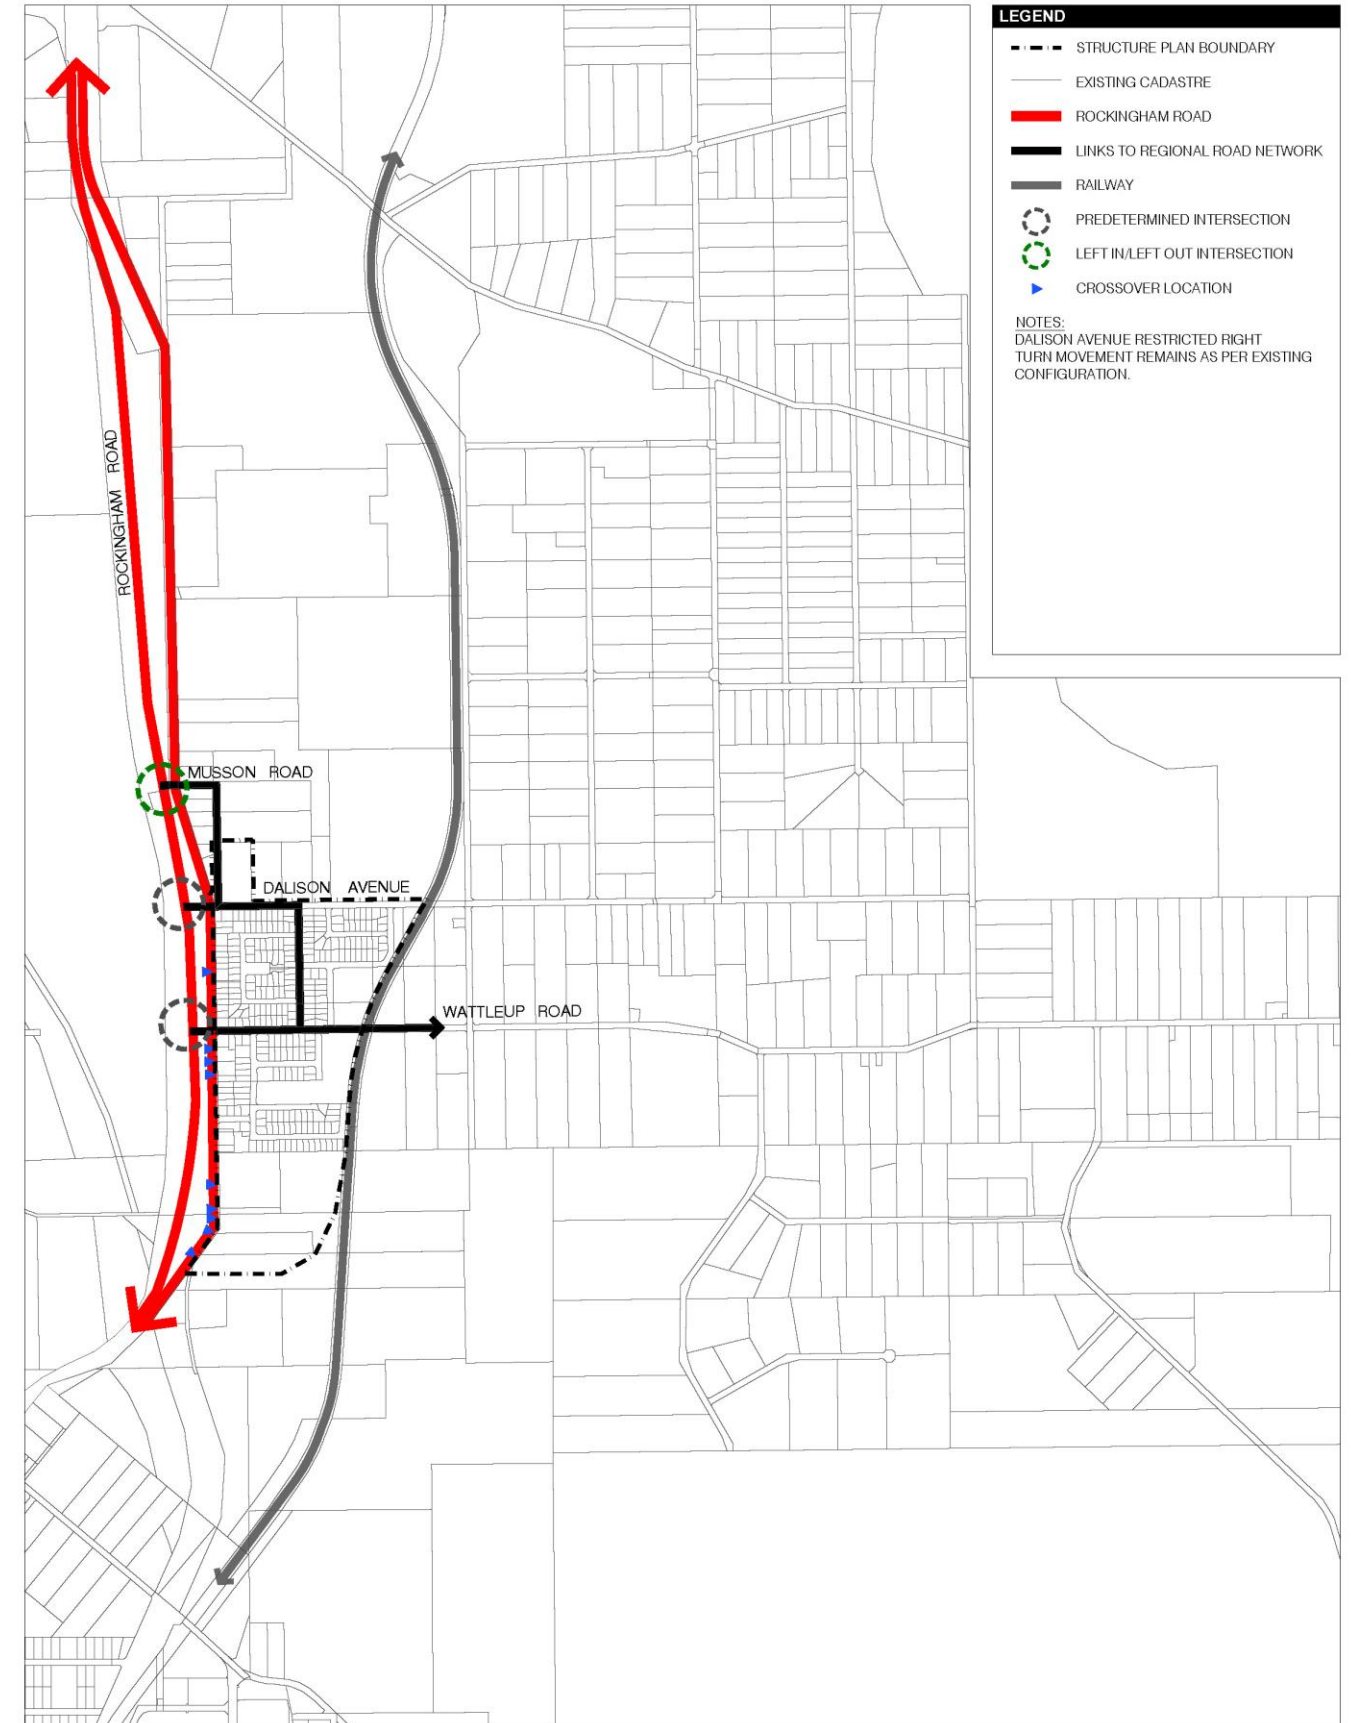 LEGEND
STRUCTURE PLAN BOUNDARY
EXISTING CADASTRE
ROCKINGHAM ROAD
LINKS TO REGIONAL ROAD NETWORK
RAILWAY
PREDETERMINED INTERSECTION
LEFT IN/LEFT OUT INTERSECTION
CROSSOVER LOCATION
NOTES:
DALISON AVENUE RESTRICTED RIGHT
TURN MOVEMENT REMAINS AS PER EXISTING
CONFIGURATION.
ROCKINGHAM ROAD
MUSSON ROAD
DALISON AVENUE
WATTLEUP ROAD